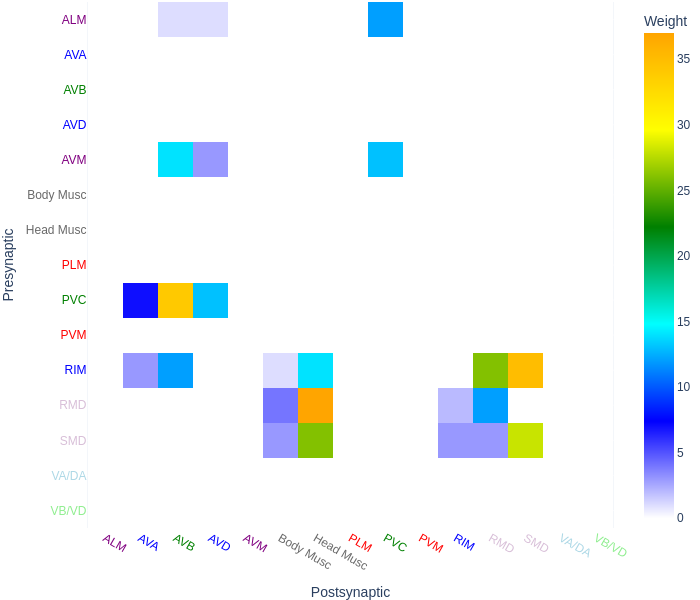 Weight
ALM
AVA
AVB
AVD
AVM
Body Musc
Head Musc
PLM
PVC
PVM
RIM
RMD
SMD
VA/DA
VB/VD
Presynaptic
35
30
25
20
15
10
5
0
ALM
AVA
AVB
AVD
AVM
Body Musc
Head Musc
PLM
PVC
PVM
RIM
RMD
SMD
VA/DA
VB/VD
Postsynaptic